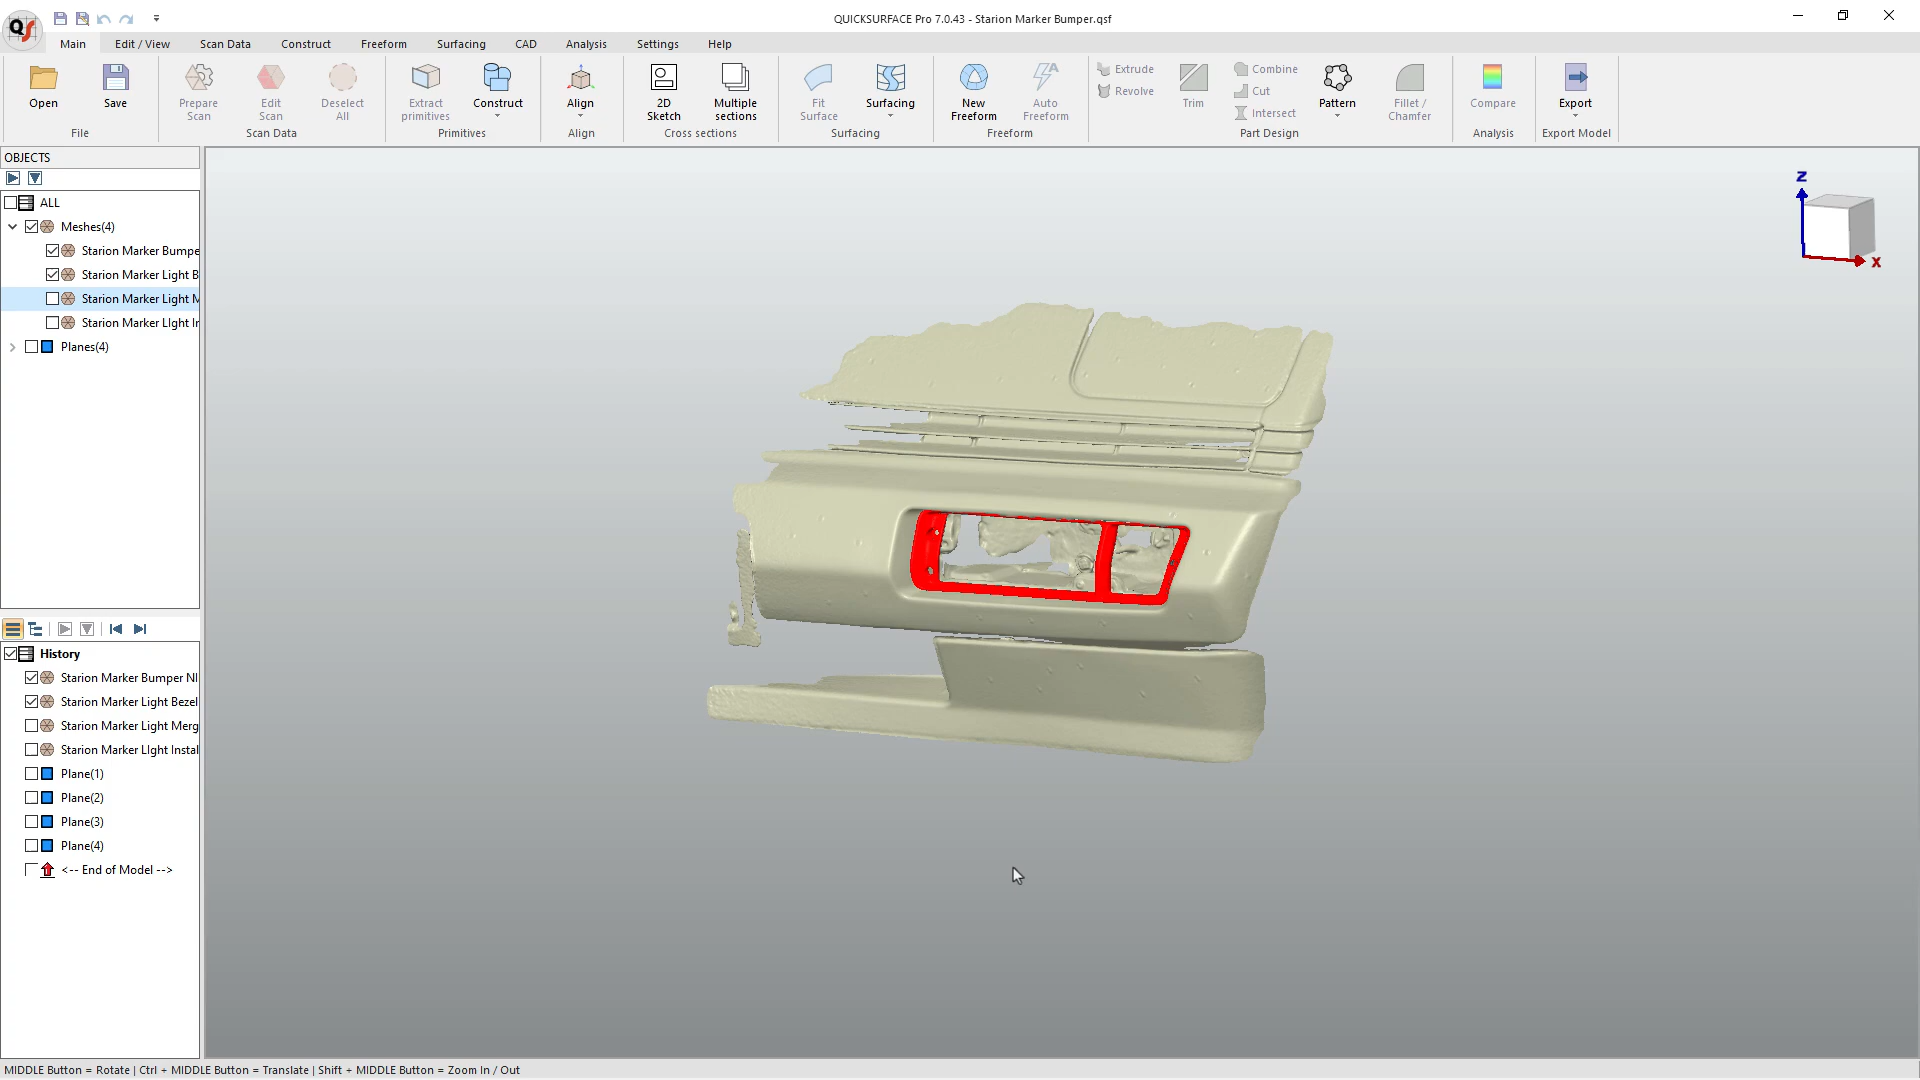 QUICKSURFACE Pro 7.0.43 - Starion Marker Bumper.qsf
QS
Main Edit / View Scan Data Construct Freeform Surfacing CAD Analysis Settings Help
Open Save Prepare Scan Edit Scan Deselect All Extract primitives Construct Align 2D Sketch Multiple sections Fit Surface Surfacing New Freeform Auto Freeform Extrude Revolve Trim Combine Cut Intersect Pattern Fillet / Chamfer Compare Export
File Scan Data Primitives Align Cross sections Surfacing Freeform Part Design Analysis Export Model
OBJECTS
ALL
Meshes(4)
Starion Marker Bumpe
Starion Marker Light B
Starion Marker Light M
Starion Marker LIght Ir
Planes(4)
History
Starion Marker Bumper NI
Starion Marker Light Bezel
Starion Marker Light Merg
Starion Marker LIght Instal
Plane(1)
Plane(2)
Plane(3)
Plane(4)
<-- End of Model -->
Z
X
MIDDLE Button = Rotate | Ctrl + MIDDLE Button = Translate | Shift + MIDDLE Button = Zoom In / Out